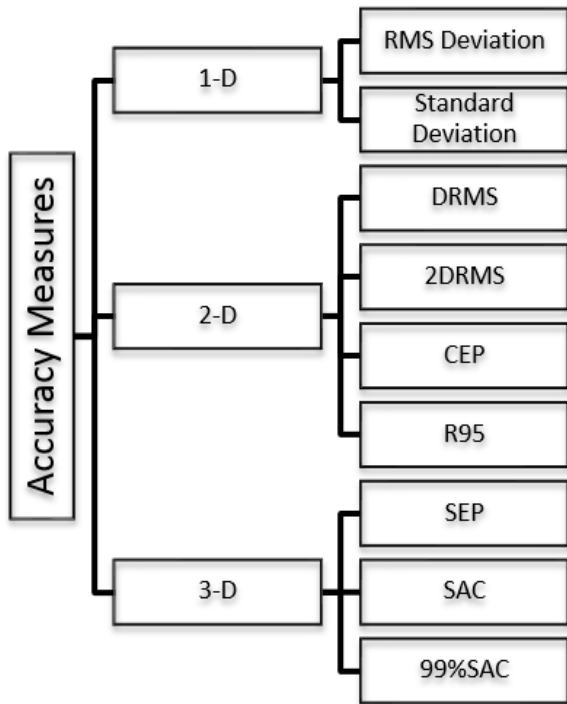 Accuracy Measures
1-D
RMS Deviation
Standard
Deviation
2-D
DRMS
2DRMS
CEP
R95
3-D
SEP
SAC
99%SAC